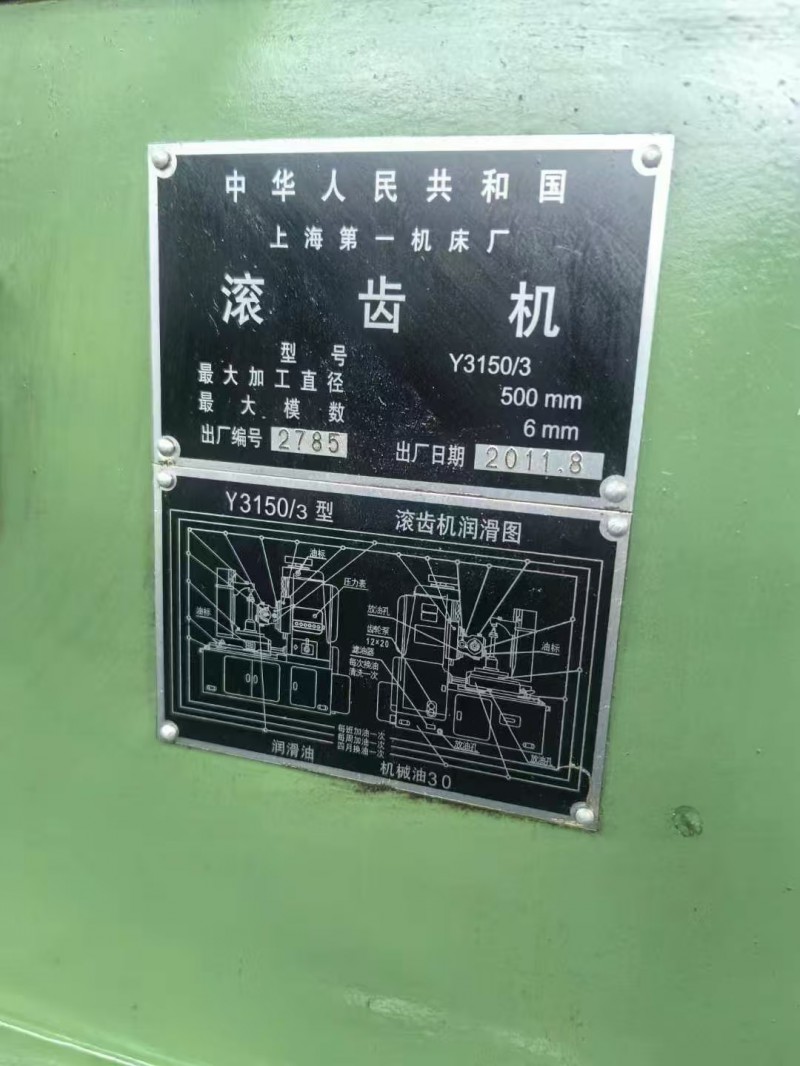 中华人民共和国
上海第一机床厂
滚齿机
型号 Y3150/3
最大加工直径 500 mm
最大模数 6 mm
出厂编号 2785 出厂日期 2011.8
Y3150/3 型 滚齿机润滑图
油标
压力表
油标
放油孔
齿轮泵
12×20
滤油器
每次换油
清洗一次
油标
每班加油一次
每周加油一次
四月换油一次
放油孔
放油孔
润滑油 机械油30